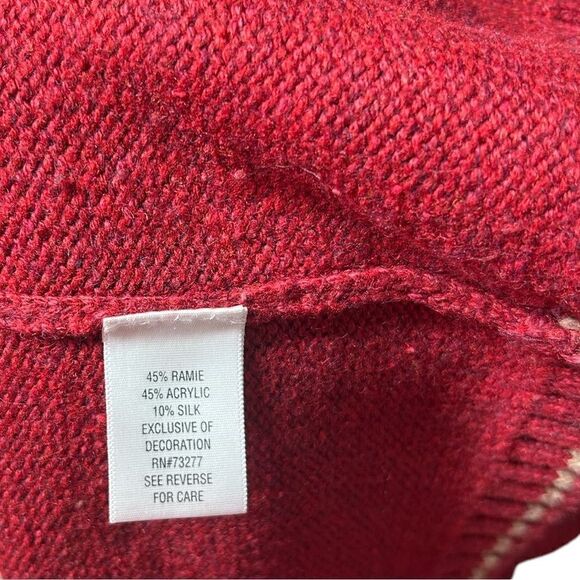 45% RAMIE
45% ACRYLIC
10% SILK
EXCLUSIVE OF
DECORATION
RN#73277
SEE REVERSE
FOR CARE